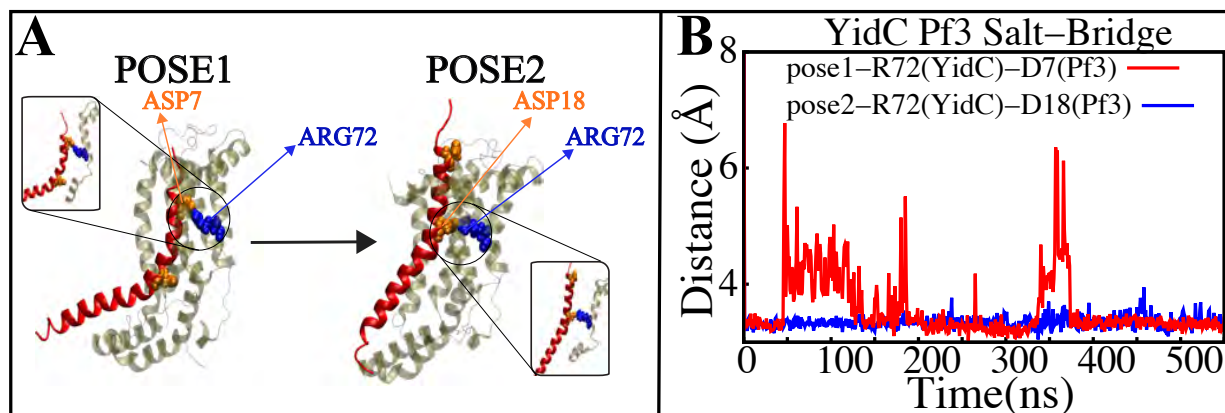 A
POSE1
ASP7
ARG72
POSE2
ASP18
ARG72
B
YidC Pf3 Salt−Bridge
pose1−R72(YidC)−D7(Pf3)
pose2−R72(YidC)−D18(Pf3)
8
6
4
Distance (Å)
0 100 200 300 400 500
Time(ns)